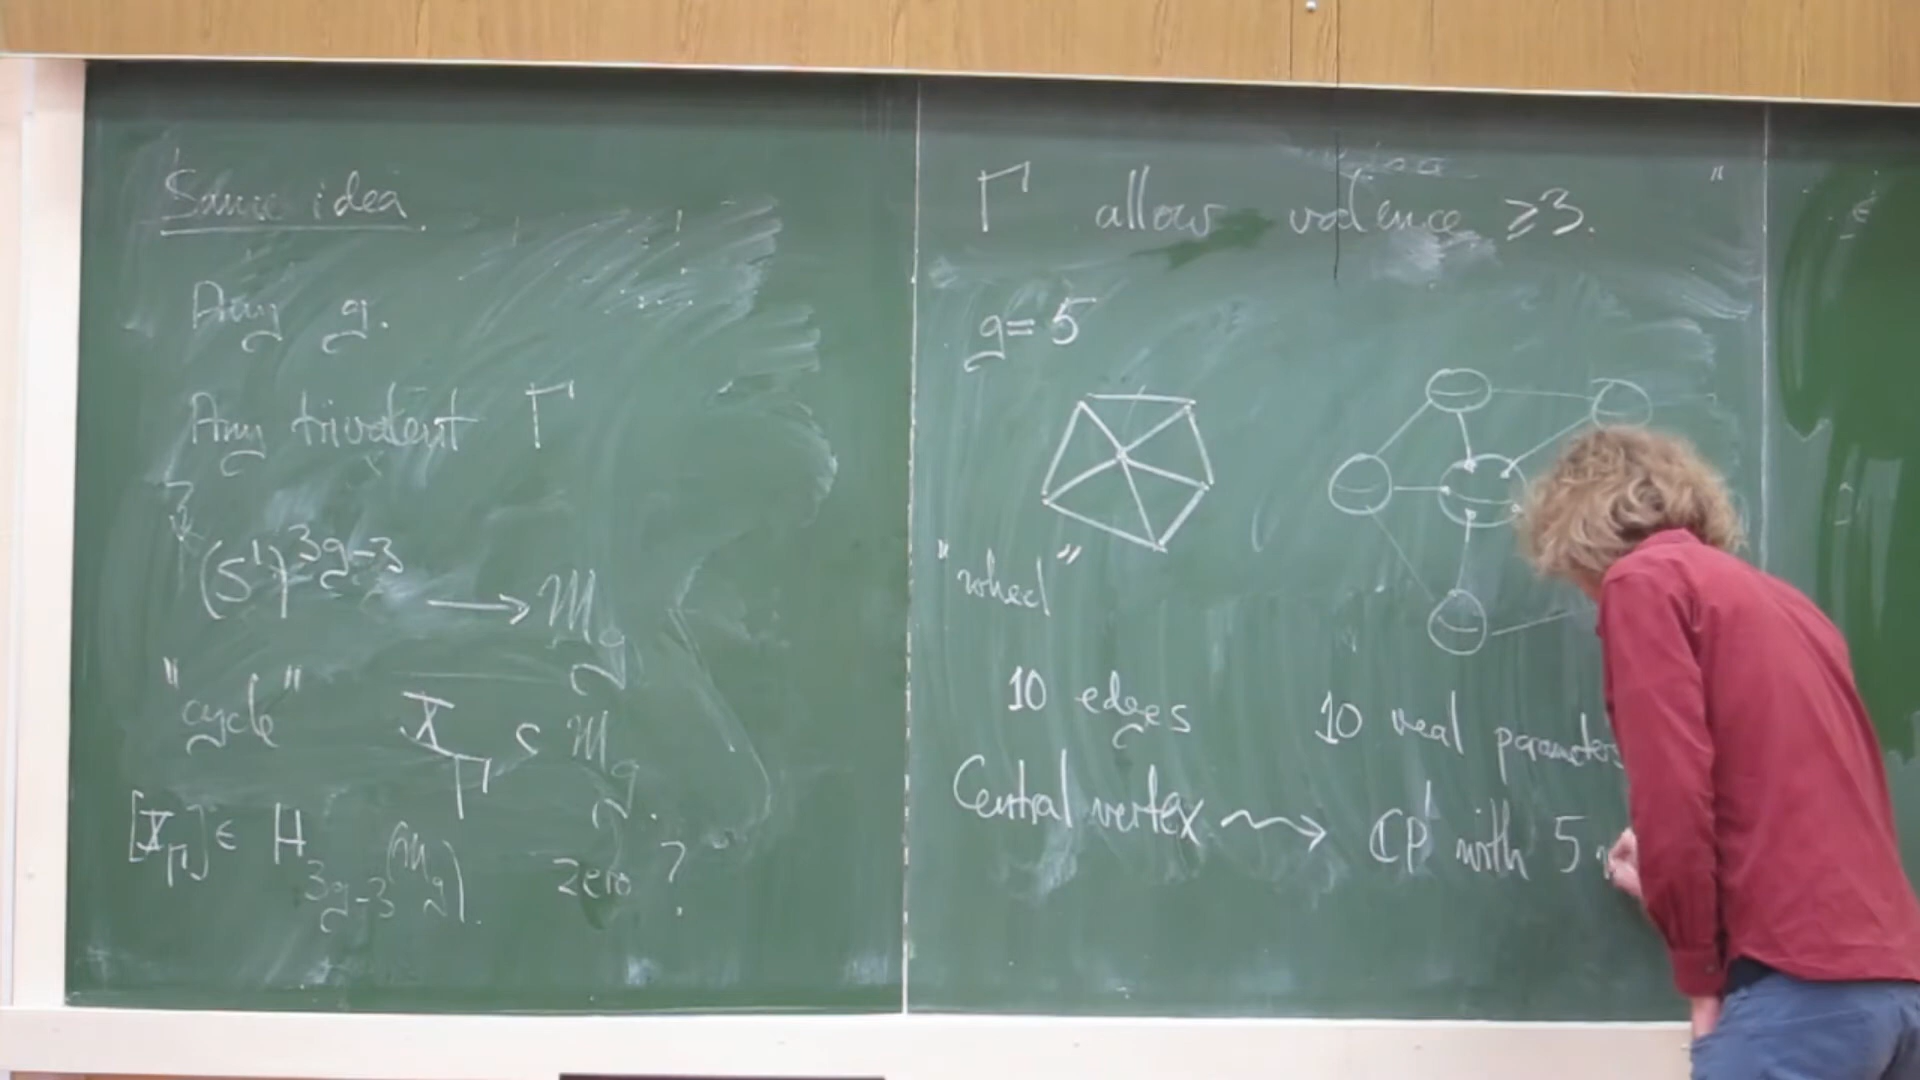 Same idea.
Any g.
Any trivalent Γ
(S¹)^{3g-3} → M_g
"cycle" X_Γ ⊂ M_g.
[X_Γ] ∈ H_{3g-3}(M_g). zero?
Γ allow valence ≥3.
g=5
"wheel"
10 edges 10 real parameters
Central vertex ⇝ CP¹ with 5